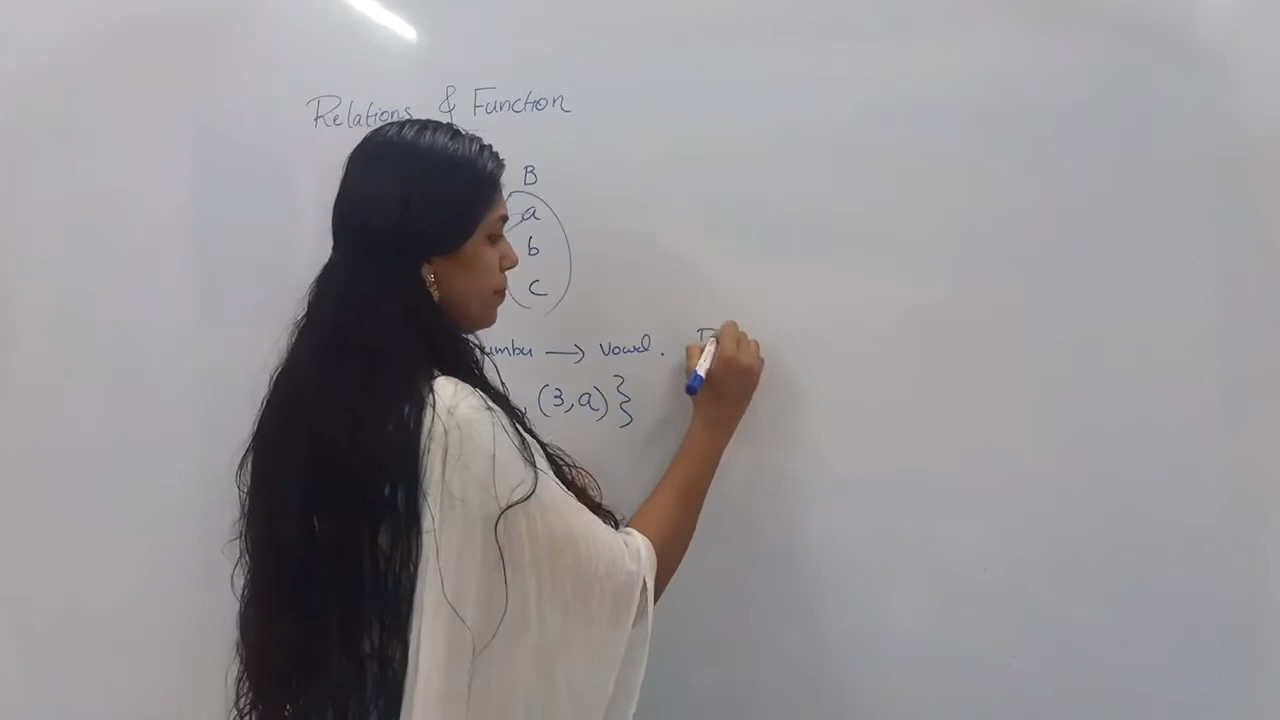 Relations & Function
B
a
b
c
umbu → Vowel.
, (3,a)}